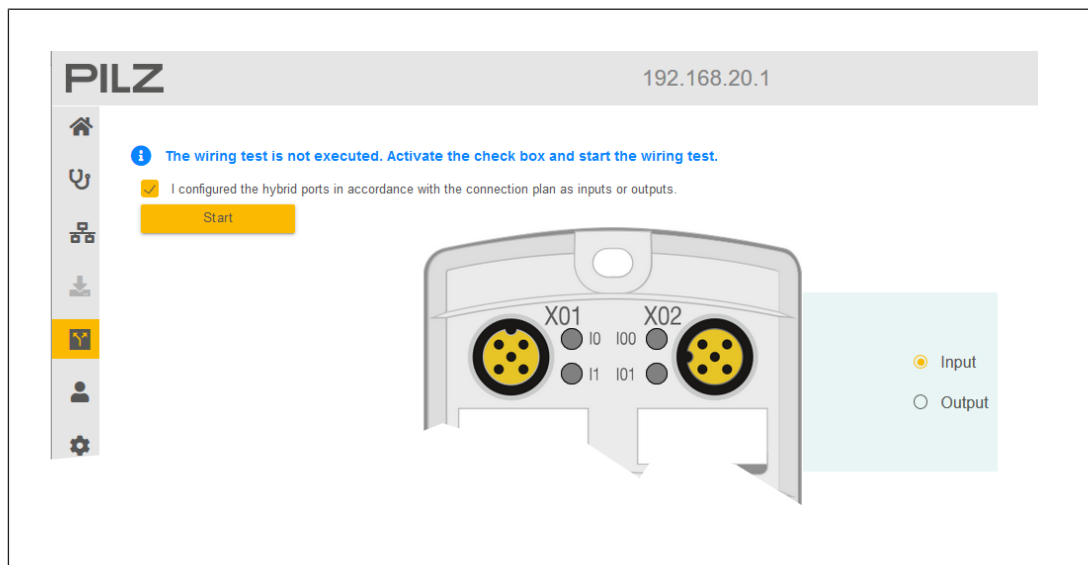 PILZ
192.168.20.1
The wiring test is not executed. Activate the check box and start the wiring test.
I configured the hybrid ports in accordance with the connection plan as inputs or outputs.
Start
X01 X02
I0 I00
I1 I01
Input
Output